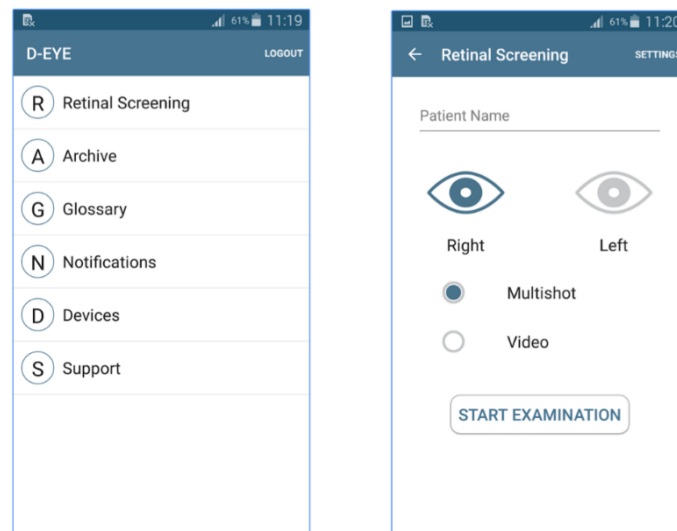 61% 11:19
D-EYE LOGOUT
R Retinal Screening
A Archive
G Glossary
N Notifications
D Devices
S Support
61% 11:20
Retinal Screening SETTINGS
Patient Name
Right Left
Multishot
Video
START EXAMINATION